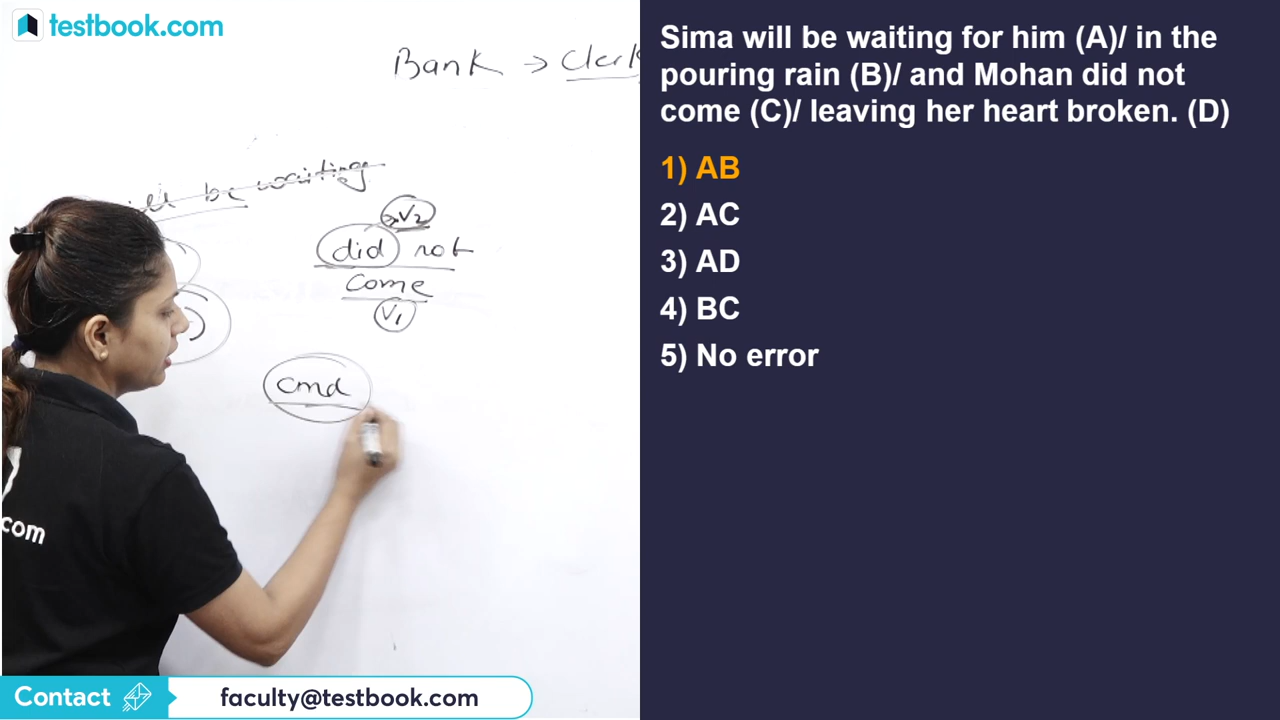 testbook.com
Bank → Clerk
be waiting
→V2
did not
come
V1
cmd
.com
Contact
faculty@testbook.com
Sima will be waiting for him (A)/ in the
pouring rain (B)/ and Mohan did not
come (C)/ leaving her heart broken. (D)
1) AB
2) AC
3) AD
4) BC
5) No error